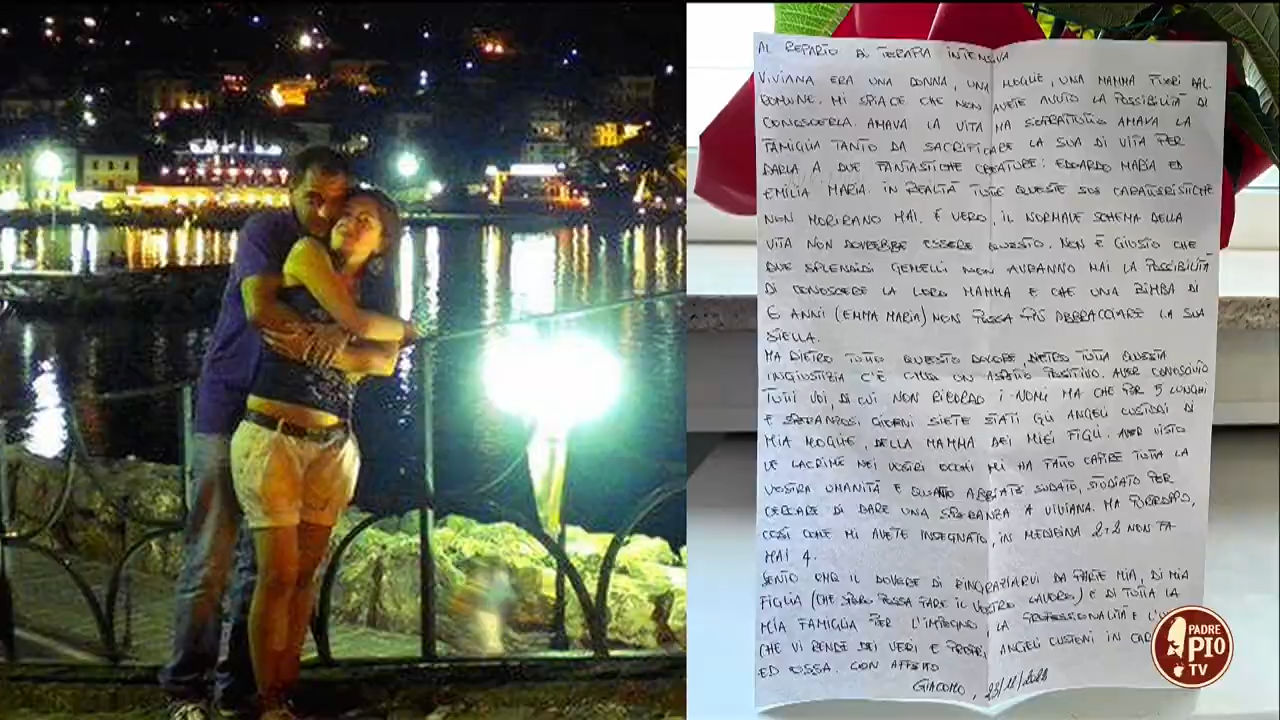 AL REPARTO DI TERAPIA INTENSIVA
VIVIANA ERA UNA DONNA, UNA MOGLIE, UNA MAMMA FUORI DAL
COMUNE. MI SPIACE CHE NON AVETE AVUTO LA POSSIBILITÀ DI
CONOSCERLA. AMAVA LA VITA MA SOPRATTUTTO AMAVA LA
FAMIGLIA TANTO DA SACRIFICARE LA SUA DI VITA PER
DARLA A DUE FANTASTICHE CREATURE: EDOARDO MARIA ED
EMILIA MARIA. IN REALTÀ TUTTE QUESTE SUE CARATTERISTICHE
NON MORIRANO MAI. È VERO, IL NORMALE SCHEMA DELLA
VITA NON DOVREBBE ESSERE QUESTO. NON È GIUSTO CHE
DUE SPLENDIDI GEMELLI NON AVRANNO MAI LA POSSIBILITÀ
DI CONOSCERE LA LORO MAMMA E CHE UNA BIMBA DI
6 ANNI (EMMA MARIA) NON POSSA PIÙ ABBRACCIARE LA SUA
STELLA.
MA DIETRO TUTTO QUESTO DOLORE, DIETRO TUTTA QUESTA
INGIUSTIZIA C'È UN ASPETTO POSITIVO. AVER CONOSCIUTO
TUTTI VOI, DI CUI NON RICORDO I NOMI MA CHE PER 5 LUNGHI
E SPERANZOSI GIORNI SIETE STATI GLI ANGELI CUSTODI DI
MIA MOGLIE, DELLA MAMMA DEI MIEI FIGLI. AVER VISTO
LE LACRIME NEI VOSTRI OCCHI MI HA FATTO CAPIRE TUTTA LA
VOSTRA UMANITÀ E QUANTO ABBIATE SUDATO, STUDIATO PER
CERCARE DI DARE UNA SPERANZA A VIVIANA. MA PURTROPPO,
COSÌ COME MI AVETE INSEGNATO, IN MEDICINA 2+2 NON FA
MAI 4.
SENTO IL DOVERE DI RINGRAZIARVI DA PARTE MIA, DI MIA
FIGLIA (CHE SPERO POSSA FARE IL VOSTRO LAVORO) E DI TUTTA LA
MIA FAMIGLIA PER L'IMPEGNO LA PROFESSIONALITÀ E
CHE VI RENDE DEI VERI E PROPRI ANGELI CUSTODI IN
ED OSSA. CON AFFETTO
GIACOMO,
PADRE
PIO
TV